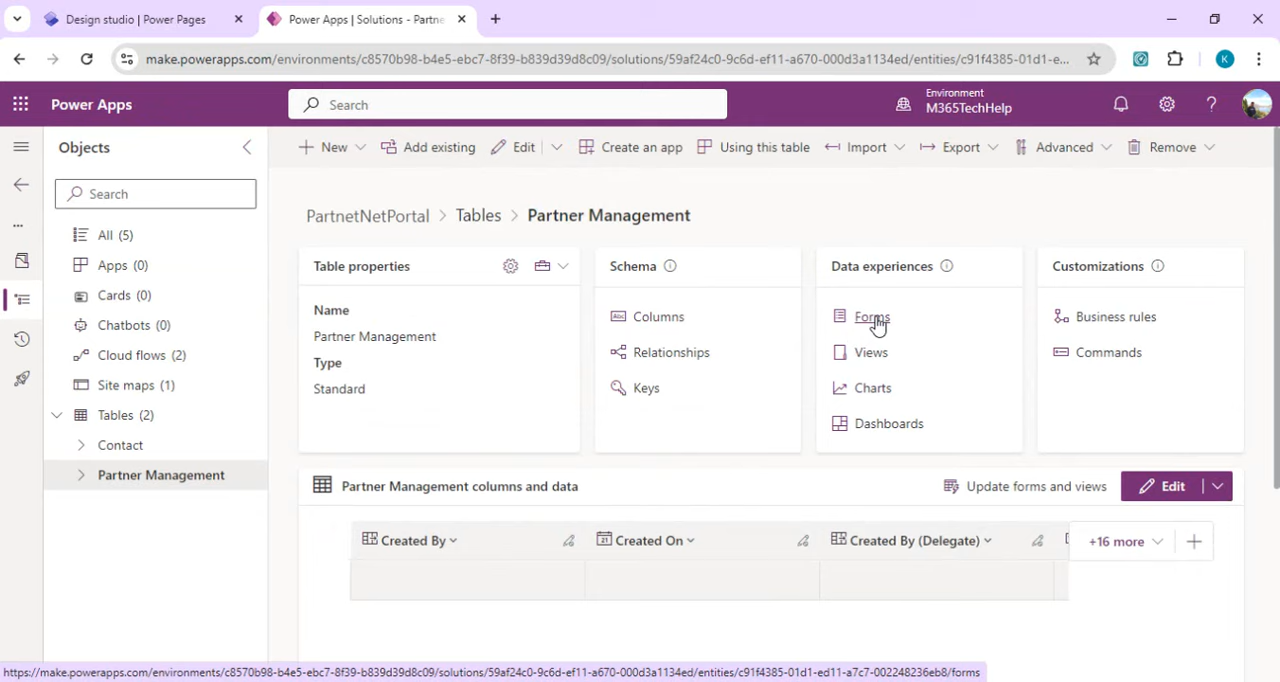 Design studio | Power Pages
Power Apps | Solutions - Partne
make.powerapps.com/environments/c8570b98-b4e5-ebc7-8f39-b839d39d8c09/solutions/59af24c0-9c6d-ef11-a670-000d3a1134ed/entities/c91f4385-01d1-e...
K
Power Apps
Search
Environment
M365TechHelp
Objects
New
Add existing
Edit
Create an app
Using this table
Import
Export
Advanced
Remove
Search
All (5)
Apps (0)
Cards (0)
Chatbots (0)
Cloud flows (2)
Site maps (1)
Tables (2)
Contact
Partner Management
PartnetNetPortal > Tables > Partner Management
Table properties
Name
Partner Management
Type
Standard
Schema
Columns
Relationships
Keys
Data experiences
Forms
Views
Charts
Dashboards
Customizations
Business rules
Commands
Partner Management columns and data
Update forms and views
Edit
Created By
Created On
Created By (Delegate)
+16 more
https://make.powerapps.com/environments/c8570b98-b4e5-ebc7-8f39-b839d39d8c09/solutions/59af24c0-9c6d-ef11-a670-000d3a1134ed/entities/c91f4385-01d1-ed11-a7c7-002248236eb8/forms